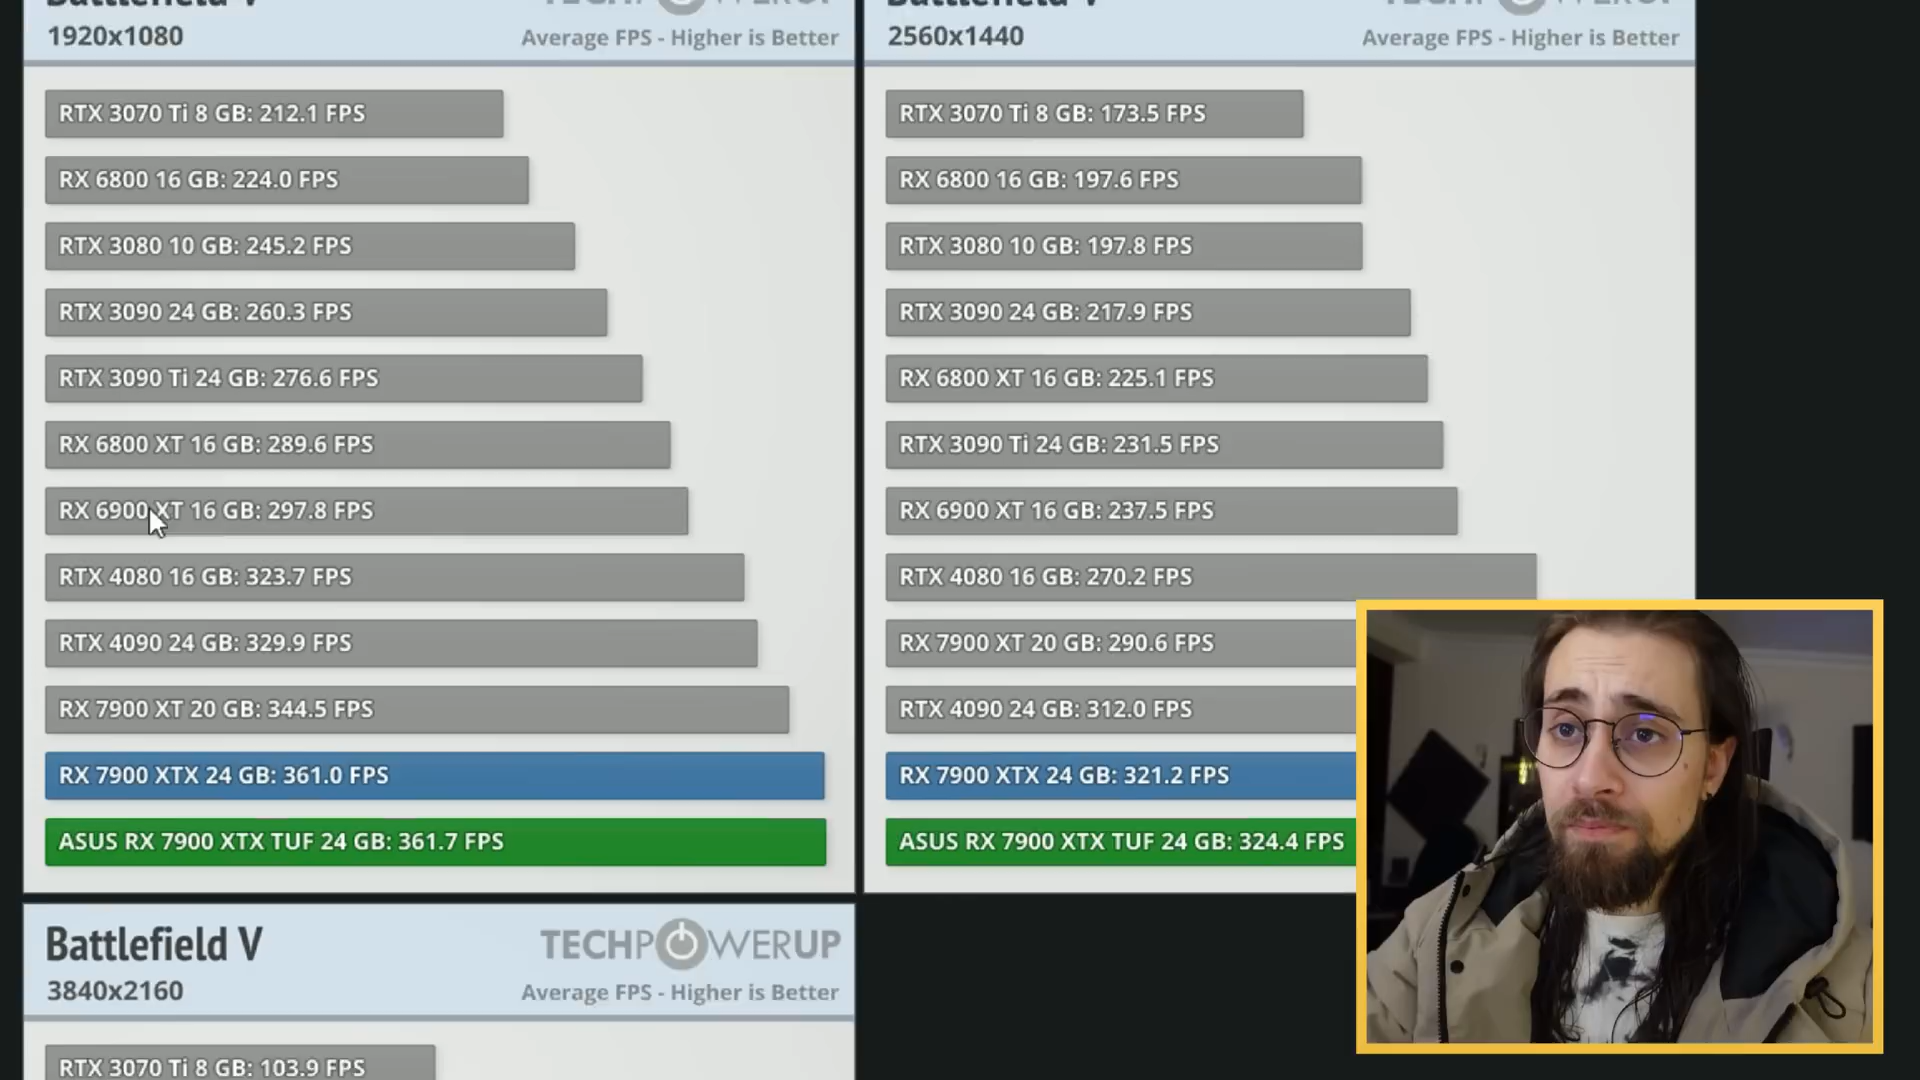 Battlefield V
TECHPOWERUP
1920x1080
Average FPS - Higher is Better
RTX 3070 Ti 8 GB: 212.1 FPS
RX 6800 16 GB: 224.0 FPS
RTX 3080 10 GB: 245.2 FPS
RTX 3090 24 GB: 260.3 FPS
RTX 3090 Ti 24 GB: 276.6 FPS
RX 6800 XT 16 GB: 289.6 FPS
RX 6900 XT 16 GB: 297.8 FPS
RTX 4080 16 GB: 323.7 FPS
RTX 4090 24 GB: 329.9 FPS
RX 7900 XT 20 GB: 344.5 FPS
RX 7900 XTX 24 GB: 361.0 FPS
ASUS RX 7900 XTX TUF 24 GB: 361.7 FPS
Battlefield V
TECHPOWERUP
2560x1440
Average FPS - Higher is Better
RTX 3070 Ti 8 GB: 173.5 FPS
RX 6800 16 GB: 197.6 FPS
RTX 3080 10 GB: 197.8 FPS
RTX 3090 24 GB: 217.9 FPS
RX 6800 XT 16 GB: 225.1 FPS
RTX 3090 Ti 24 GB: 231.5 FPS
RX 6900 XT 16 GB: 237.5 FPS
RTX 4080 16 GB: 270.2 FPS
RX 7900 XT 20 GB: 290.6 FPS
RTX 4090 24 GB: 312.0 FPS
RX 7900 XTX 24 GB: 321.2 FPS
ASUS RX 7900 XTX TUF 24 GB: 324.4 FPS
Battlefield V
TECHPOWERUP
3840x2160
Average FPS - Higher is Better
RTX 3070 Ti 8 GB: 103.9 FPS